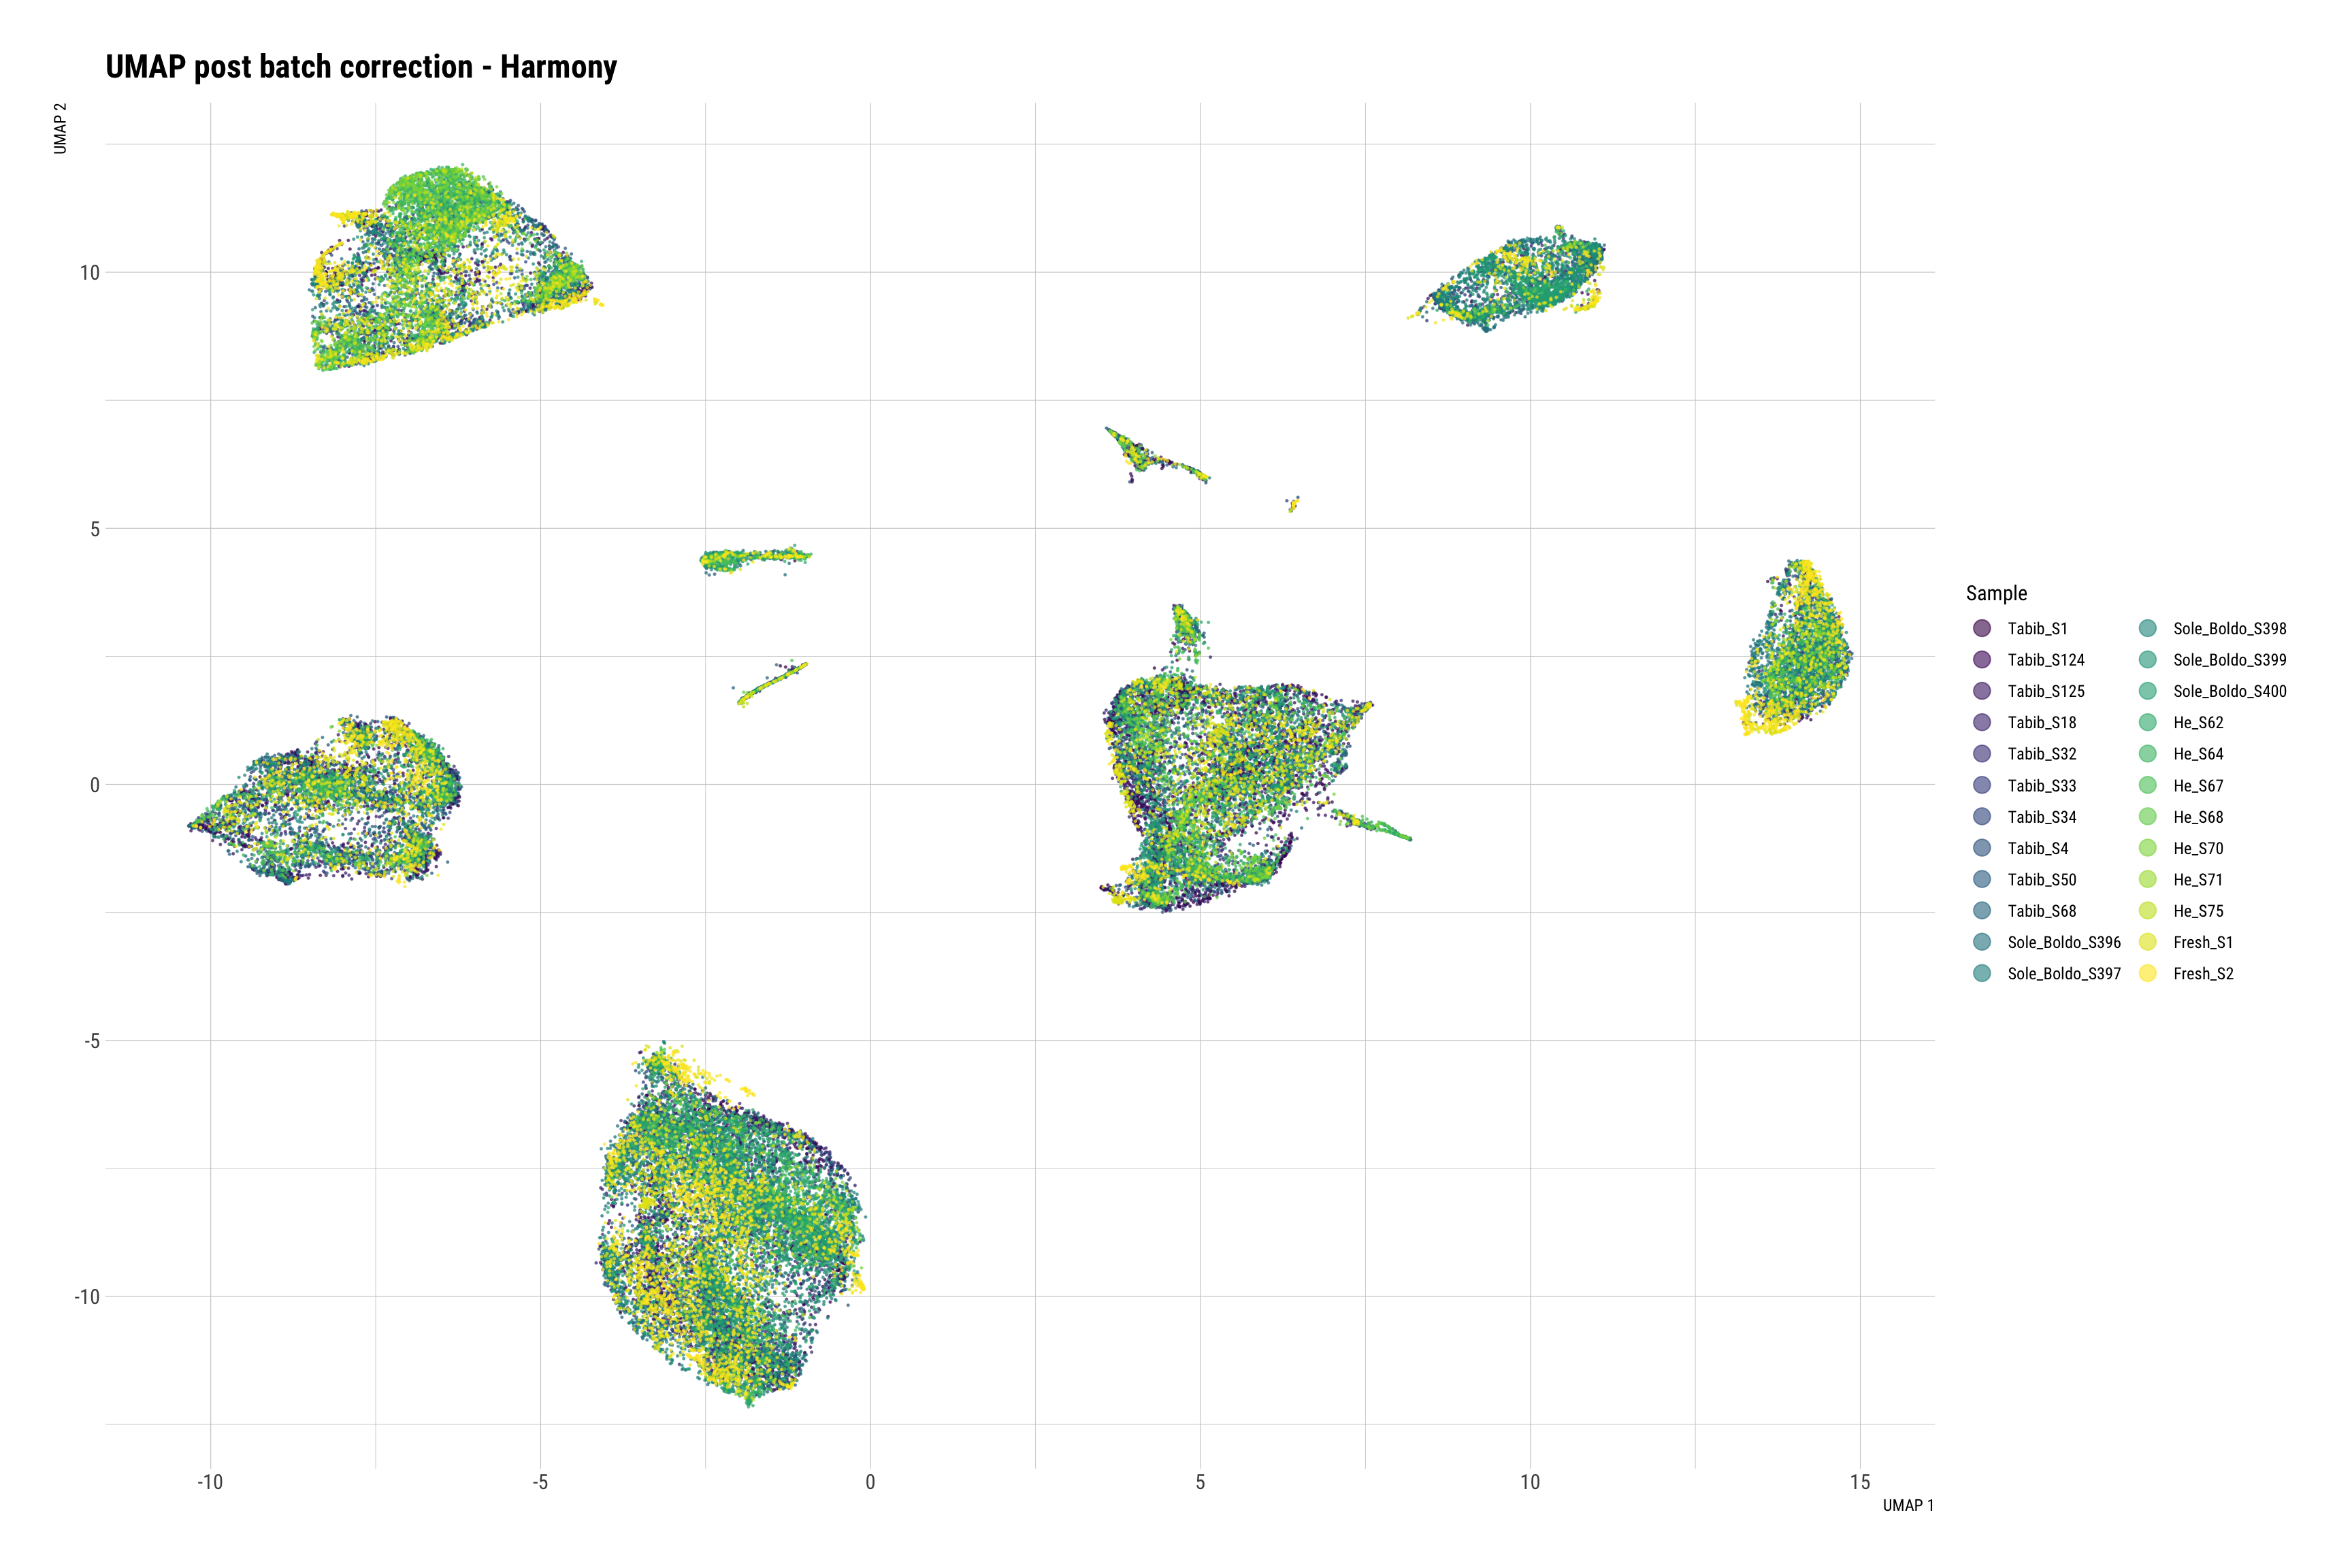 UMAP post batch correction - Harmony
UMAP 2
10
5
0
-5
-10
-10
-5
0
5
10
15
UMAP 1
Sample
Tabib_S1
Tabib_S124
Tabib_S125
Tabib_S18
Tabib_S32
Tabib_S33
Tabib_S34
Tabib_S4
Tabib_S50
Tabib_S68
Sole_Boldo_S396
Sole_Boldo_S397
Sole_Boldo_S398
Sole_Boldo_S399
Sole_Boldo_S400
He_S62
He_S64
He_S67
He_S68
He_S70
He_S71
He_S75
Fresh_S1
Fresh_S2